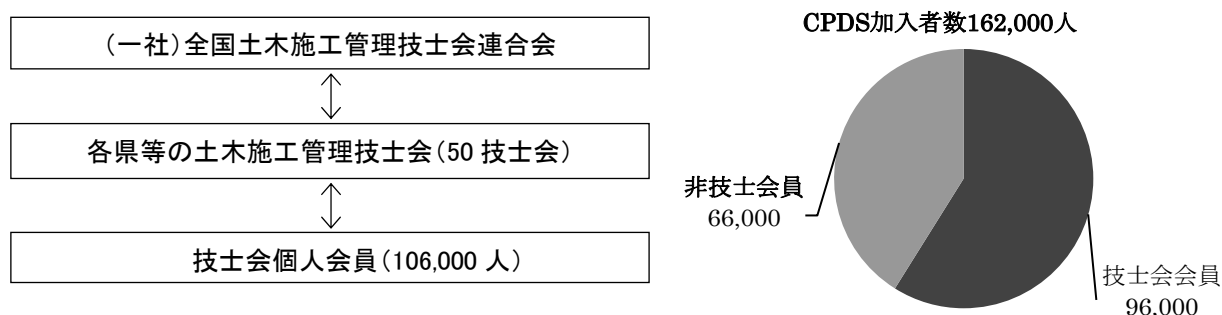 (一社)全国土木施工管理技士会連合会
各県等の土木施工管理技士会(50 技士会)
技士会個人会員(106,000 人)
CPDS加入者数162,000人
非技士会員
66,000
技士会会員
96,000